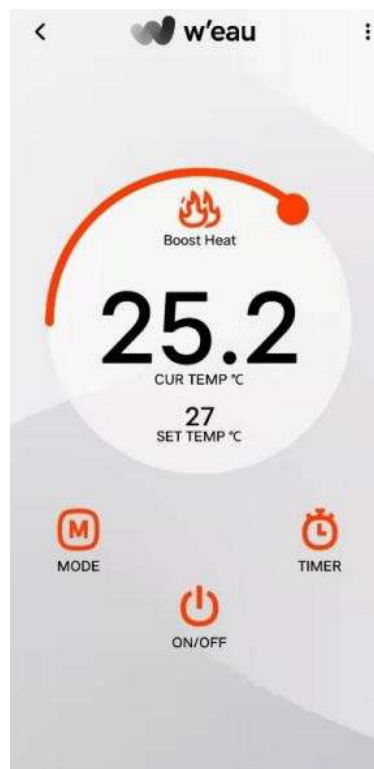 w'eau
Boost Heat
25.2
CUR TEMP °C
27
SET TEMP °C
M
MODE
TIMER
ON/OFF